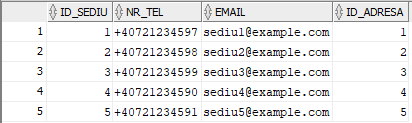 ID_SEDIU NR_TEL EMAIL ID_ADRESA
1 1 +40721234597 sediu1@example.com 1
2 2 +40721234598 sediu2@example.com 2
3 3 +40721234599 sediu3@example.com 3
4 4 +40721234590 sediu4@example.com 4
5 5 +40721234591 sediu5@example.com 5